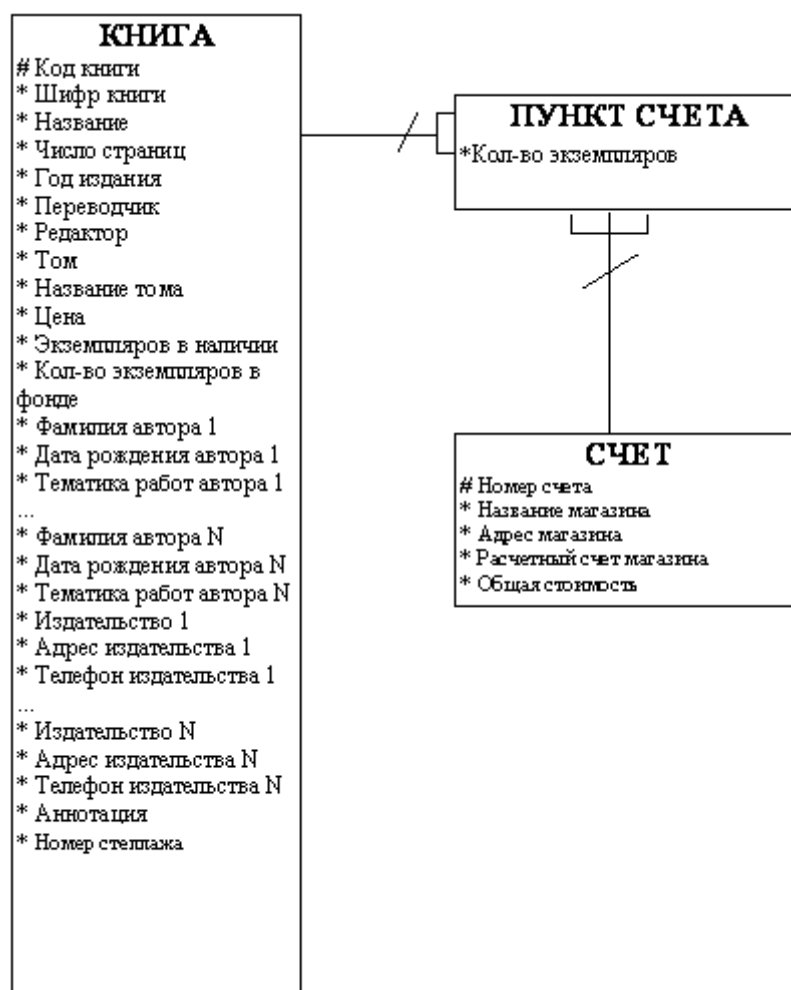 КНИГА
# Код книги
* Шифр книги
* Название
* Число страниц
* Год издания
* Переводчик
* Редактор
* Том
* Название тома
* Цена
* Экземпляров в наличии
* Кол-во экземпляров в
фонде
* Фамилия автора 1
* Дата рождения автора 1
* Тематика работ автора 1
...
* Фамилия автора N
* Дата рождения автора N
* Тематика работ автора N
* Издательство 1
* Адрес издательства 1
* Телефон издательства 1
...
* Издательство N
* Адрес издательства N
* Телефон издательства N
* Аннотация
* Номер стеллажа
ПУНКТ СЧЕТА
*Кол-во экземпляров
СЧЕТ
# Номер счета
* Название магазина
* Адрес магазина
* Расчетный счет магазина
* Общая стоимость